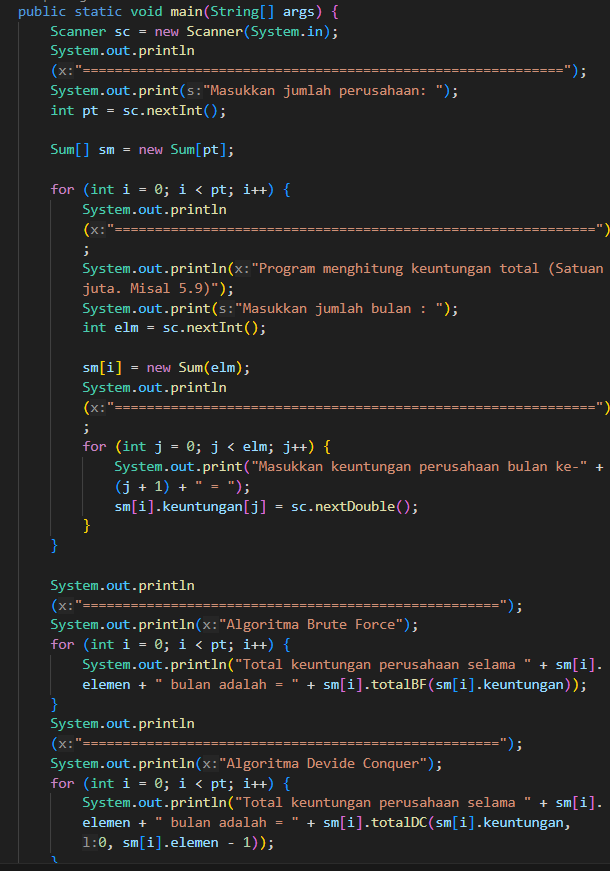 public static void main(String[] args) {
Scanner sc = new Scanner(System.in);
System.out.println
(x:"============================================================");
System.out.print(s:"Masukkan jumlah perusahaan: ");
int pt = sc.nextInt();
Sum[] sm = new Sum[pt];
for (int i = 0; i < pt; i++) {
System.out.println
(x:"============================================================")
;
System.out.println(x:"Program menghitung keuntungan total (Satuan
juta. Misal 5.9)");
System.out.print(s:"Masukkan jumlah bulan : ");
int elm = sc.nextInt();
sm[i] = new Sum(elm);
System.out.println
(x:"============================================================")
;
for (int j = 0; j < elm; j++) {
System.out.print("Masukkan keuntungan perusahaan bulan ke-" +
(j + 1) + " = ");
sm[i].keuntungan[j] = sc.nextDouble();
}
}
System.out.println
(x:"====================================================");
System.out.println(x:"Algoritma Brute Force");
for (int i = 0; i < pt; i++) {
System.out.println("Total keuntungan perusahaan selama " + sm[i].
elemen + " bulan adalah = " + sm[i].totalBF(sm[i].keuntungan));
}
System.out.println
(x:"====================================================");
System.out.println(x:"Algoritma Devide Conquer");
for (int i = 0; i < pt; i++) {
System.out.println("Total keuntungan perusahaan selama " + sm[i].
elemen + " bulan adalah = " + sm[i].totalDC(sm[i].keuntungan,
l:0, sm[i].elemen - 1));
}